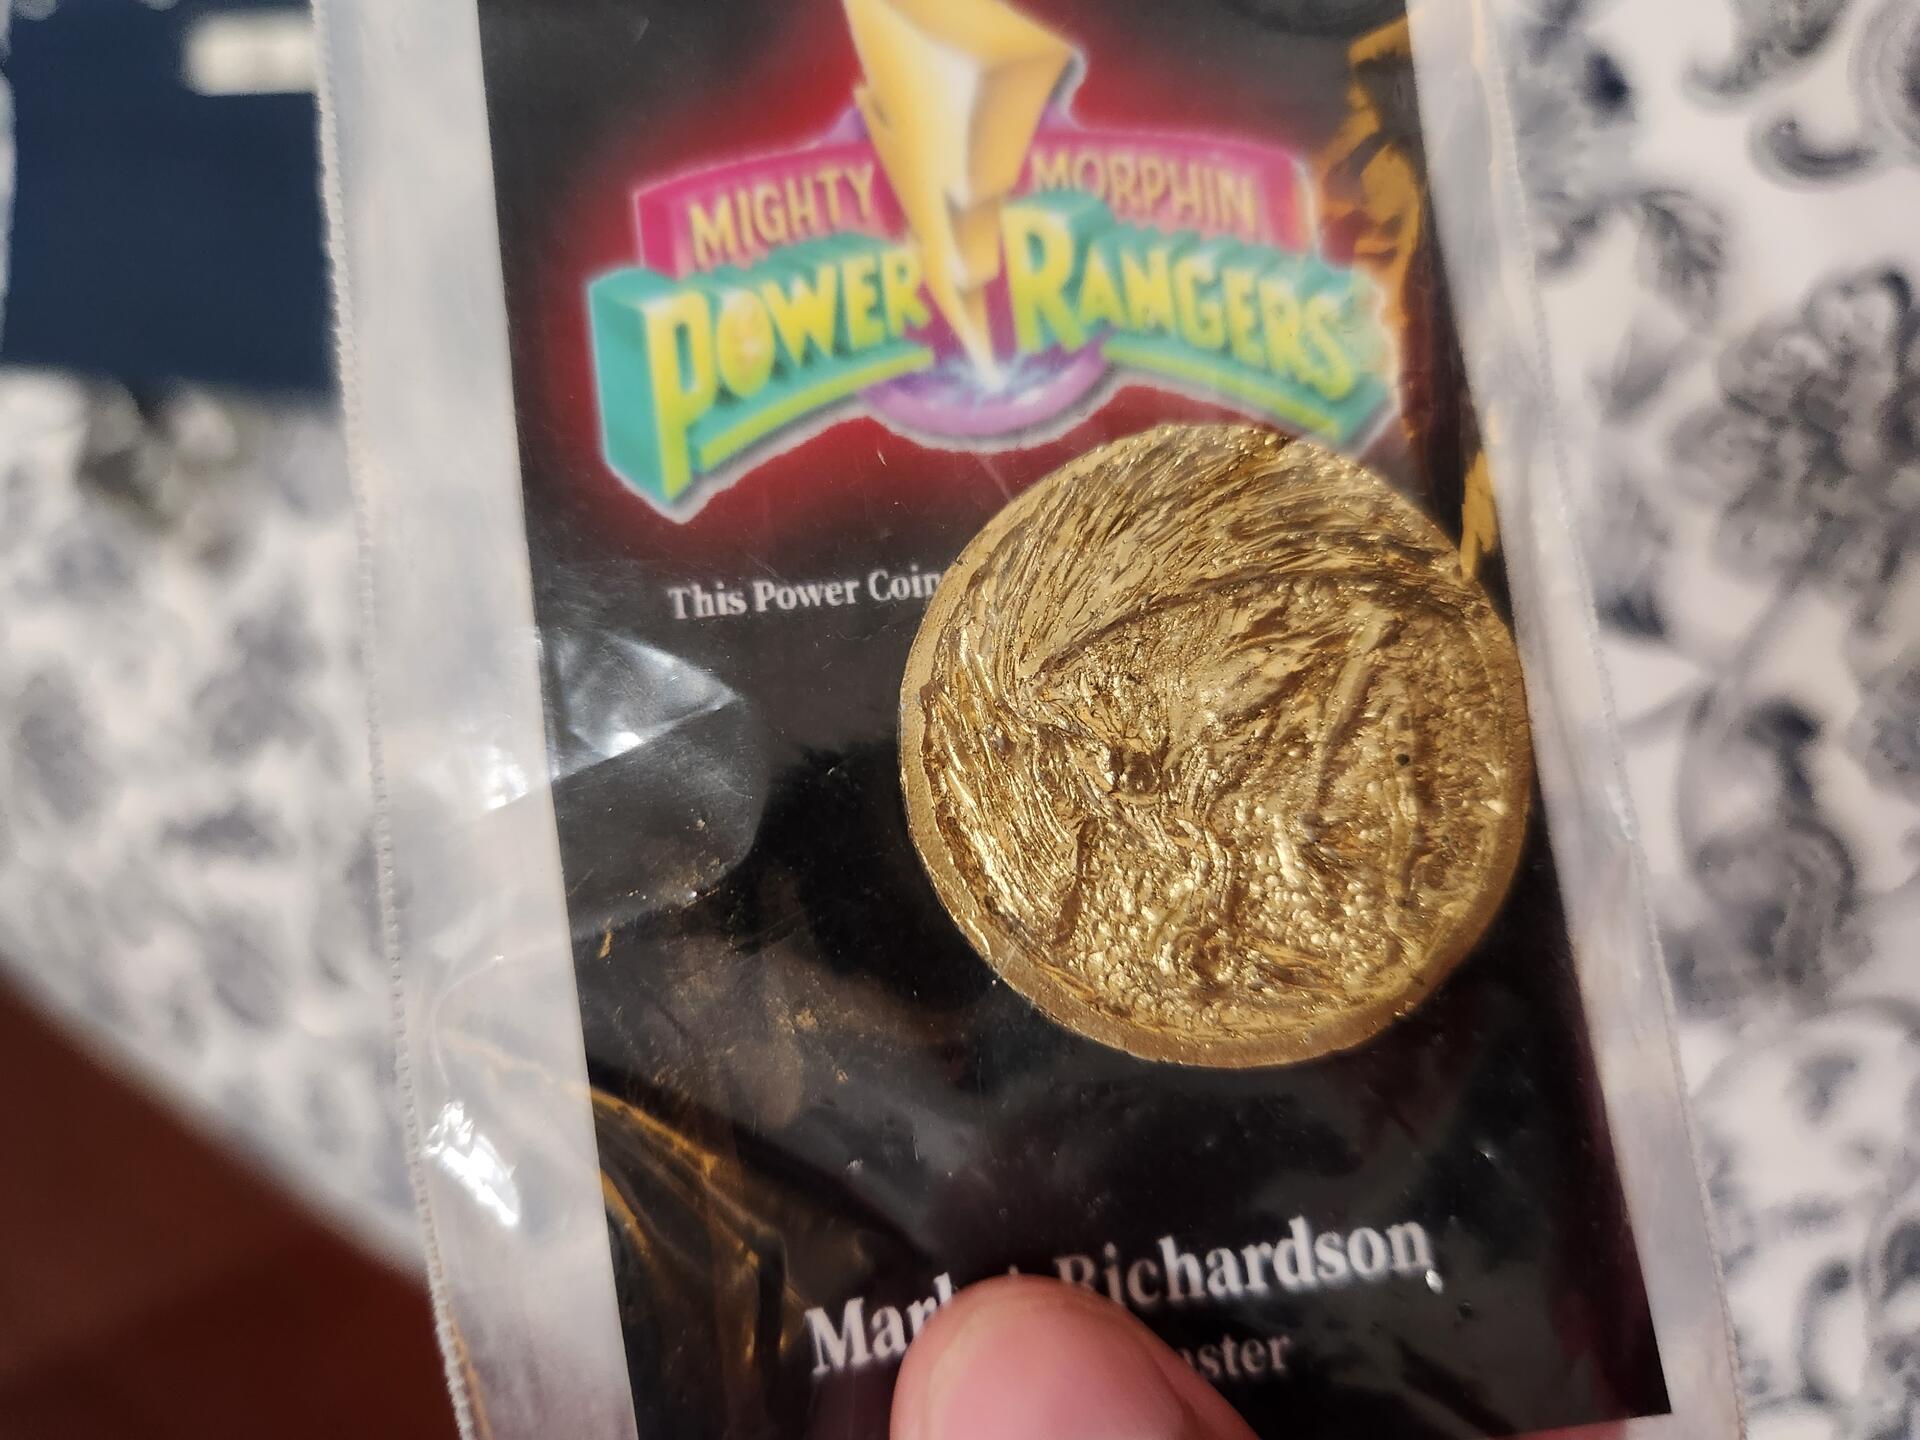 MIGHTY MORPHIN
POWER RANGERS
This Power Coin
Richardson